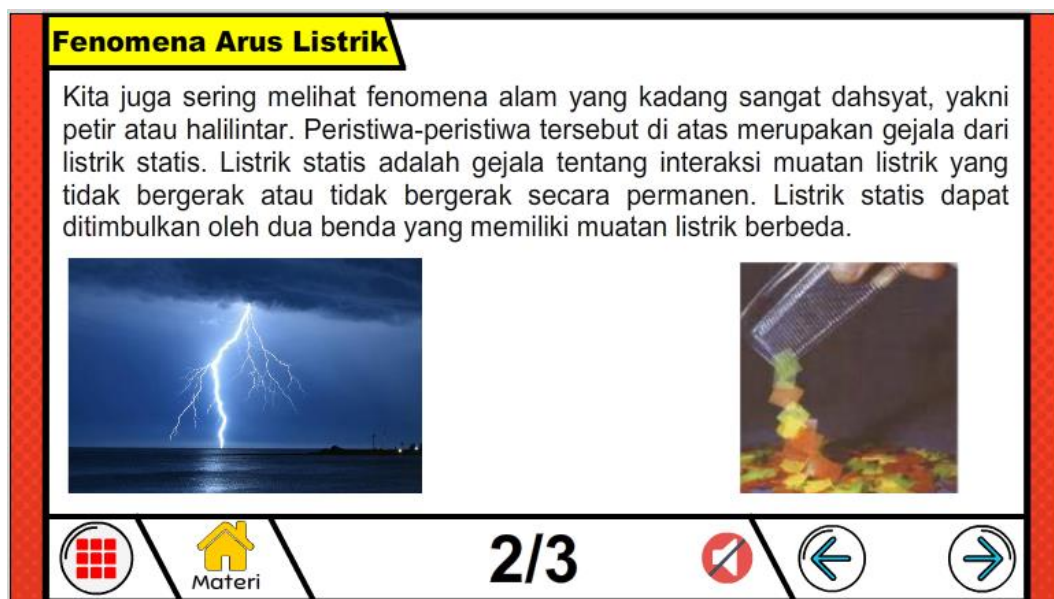 Fenomena Arus Listrik
Kita juga sering melihat fenomena alam yang kadang sangat dahsyat, yakni
petir atau halilintar. Peristiwa-peristiwa tersebut di atas merupakan gejala dari
listrik statis. Listrik statis adalah gejala tentang interaksi muatan listrik yang
tidak bergerak atau tidak bergerak secara permanen. Listrik statis dapat
ditimbulkan oleh dua benda yang memiliki muatan listrik berbeda.
Materi
2/3